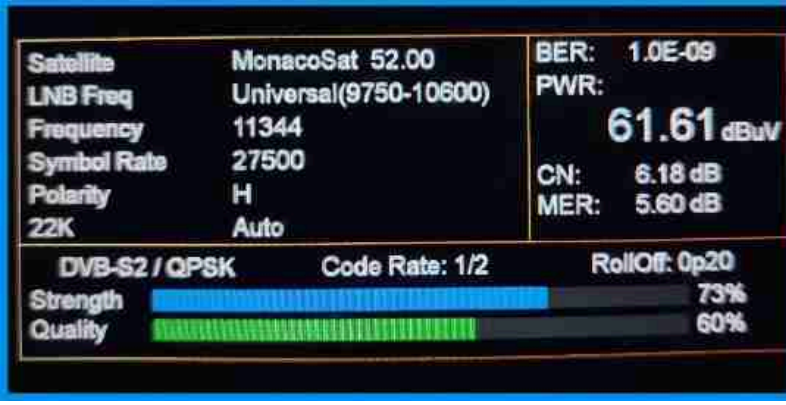 Satellite MonacoSat 52.00
LNB Freq Universal(9750-10600)
Frequency 11344
Symbol Rate 27500
Polarity H
22K Auto
BER: 1.0E-09
PWR:
61.61 dBuV
CN: 6.18 dB
MER: 5.60 dB
DVB-S2 / QPSK Code Rate: 1/2 RollOff: 0p20
Strength 73%
Quality 60%